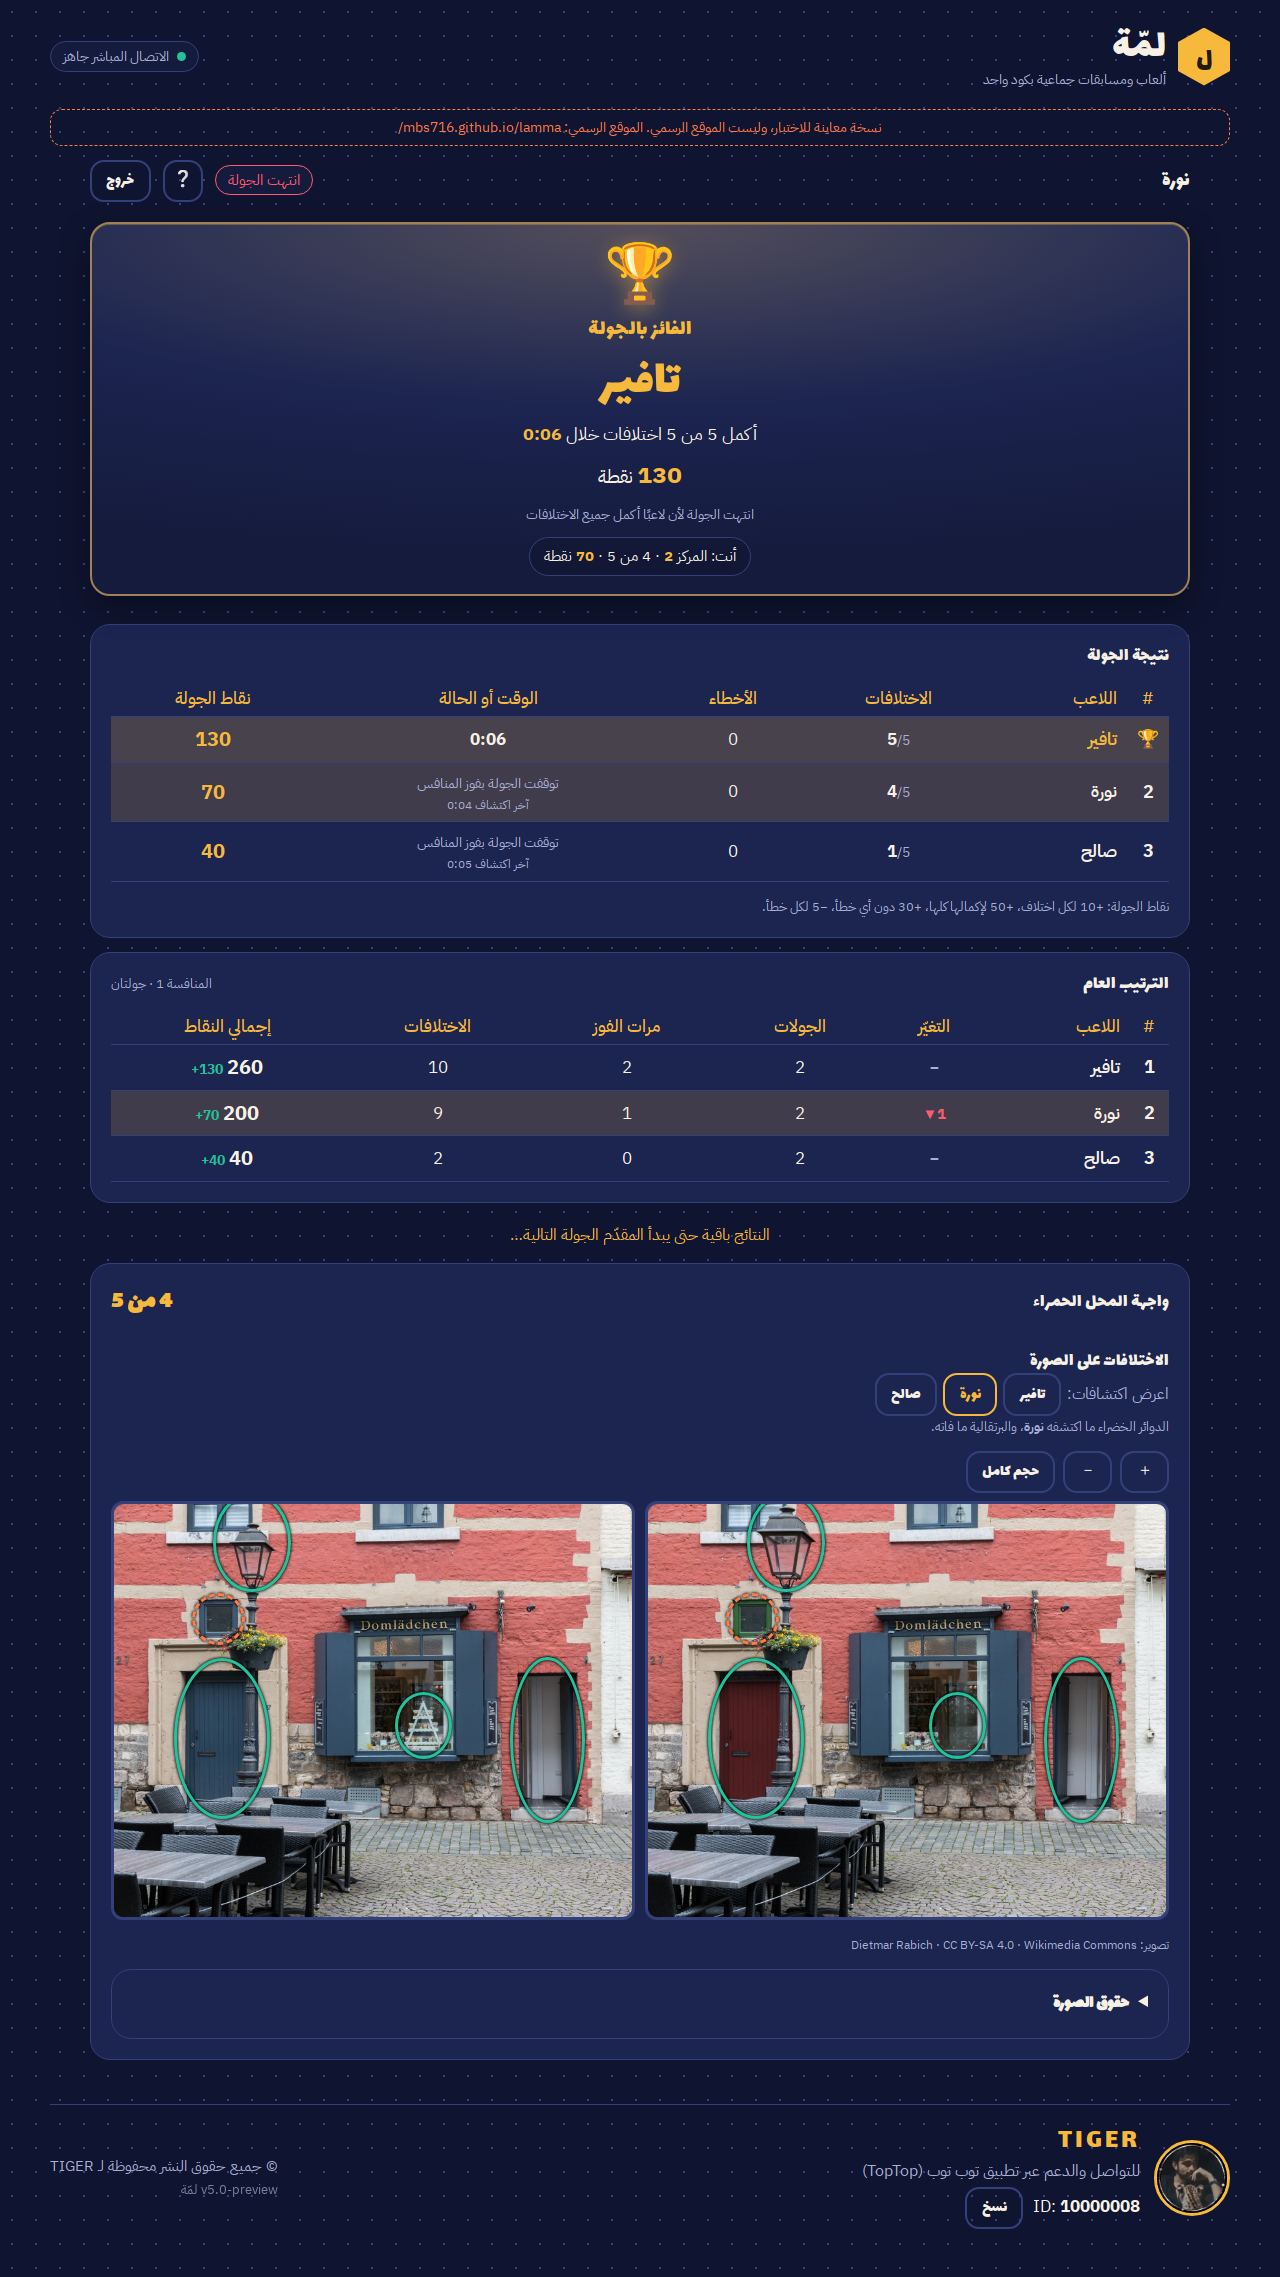 ل
لمّة
ألعاب ومسابقات جماعية بكود واحد
الاتصال المباشر جاهز
نسخة معاينة للاختبار، وليست الموقع الرسمي. الموقع الرسمي: mbs716.github.io/lamma/
نورة
انتهت الجولة
?
خروج
الفائز بالجولة
تافير
أكمل 5 من 5 اختلافات خلال 0:06
130 نقطة
انتهت الجولة لأن لاعبًا أكمل جميع الاختلافات
أنت: المركز 2 · 4 من 5 · 70 نقطة
نتيجة الجولة
# اللاعب الاختلافات الأخطاء الوقت أو الحالة نقاط الجولة
تافير 5/5 0 0:06 130
2 نورة 4/5 0 توقفت الجولة بفوز المنافس 70
آخر اكتشاف 0:04
3 صالح 1/5 0 توقفت الجولة بفوز المنافس 40
آخر اكتشاف 0:05
نقاط الجولة: +10 لكل اختلاف، +50 لإكمالها كلها، +30 دون أي خطأ، −5 لكل خطأ.
الترتيب العام
المنافسة 1 · جولتان
# اللاعب التغيّر الجولات مرات الفوز الاختلافات إجمالي النقاط
1 تافير – 2 2 10 260 +130
2 نورة ▼1 2 1 9 200 +70
3 صالح – 2 0 2 40 +40
النتائج باقية حتى يبدأ المقدّم الجولة التالية...
واجهة المحل الحمراء
4 من 5
الاختلافات على الصورة
اعرض اكتشافات: تافير نورة صالح
الدوائر الخضراء ما اكتشفه نورة، والبرتقالية ما فاته.
+ − حجم كامل
Domlädchen
27
Domlädchen
27
تصوير: Dietmar Rabich · CC BY-SA 4.0 · Wikimedia Commons
◀ حقوق الصورة
TIGER
للتواصل والدعم عبر تطبيق توب توب (TopTop)
ID: 10000008
نسخ
© جميع حقوق النشر محفوظة لـ TIGER
لمّة v5.0-preview